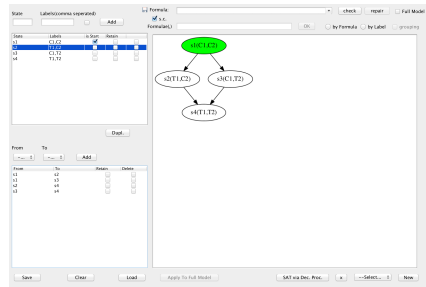 State Labels(comma seperated)
Add
Formula:
check repair Full Model
s.c.
Formulae(,)
OK by Formula by Label grouping
State Labels is Start Retain
s1 C1,C2
s2 T1,C2
s3 C1,T2
s4 T1,T2
s1(C1,C2)
s2(T1,C2) s3(C1,T2)
s4(T1,T2)
Dupl.
From To
--... --... Add
From To Retain Delete
s1 s2
s1 s3
s2 s4
s3 s4
Save Clear Load Apply To Full Model SAT via Dec. Proc. x --Select... New